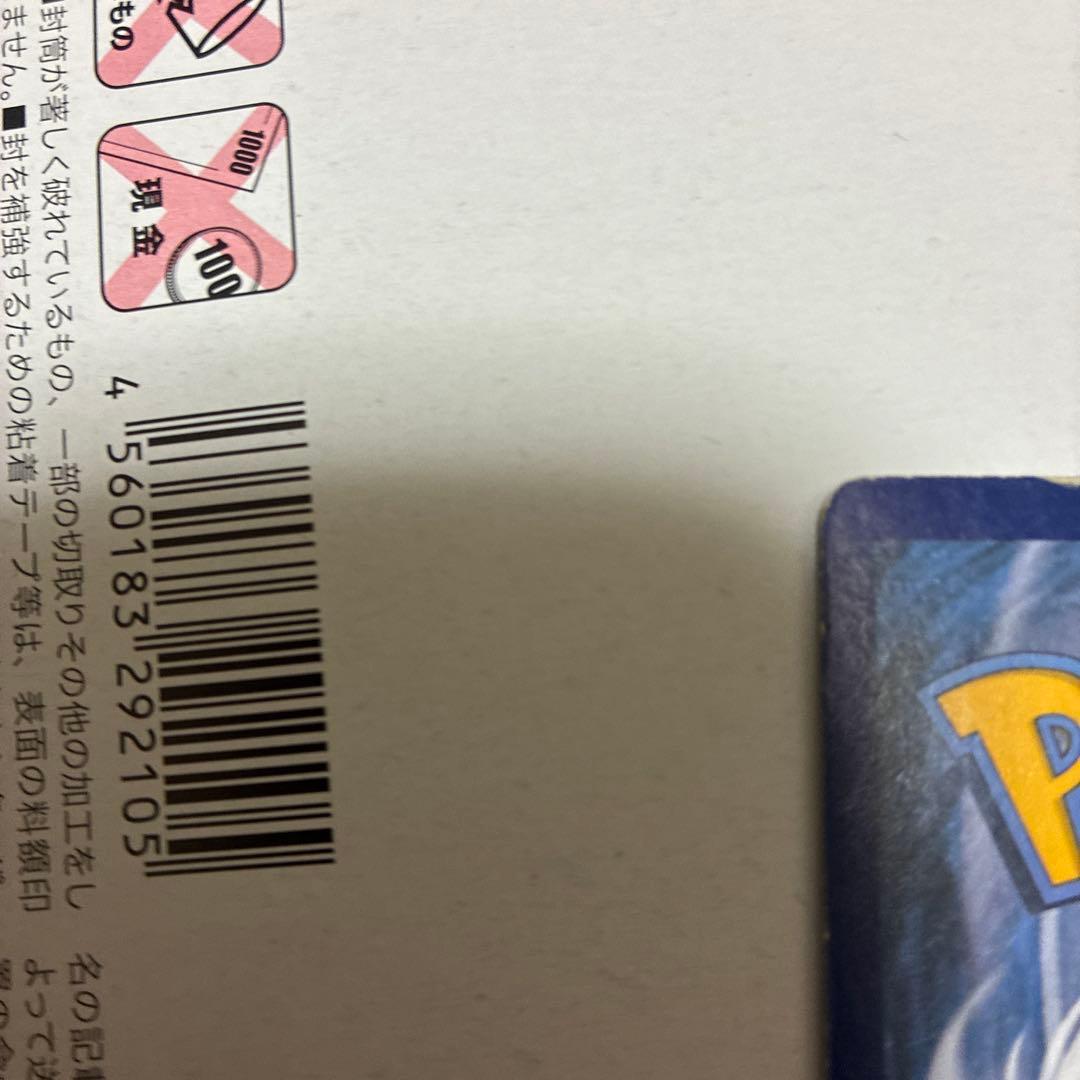 もの
1000
現金
100
封筒が著しく破れているもの、一部の切取りその他の加工をし
ません。■封を補強するための粘着テープ等は、表面の料額印
4 560183 292105
名の記
よって
P